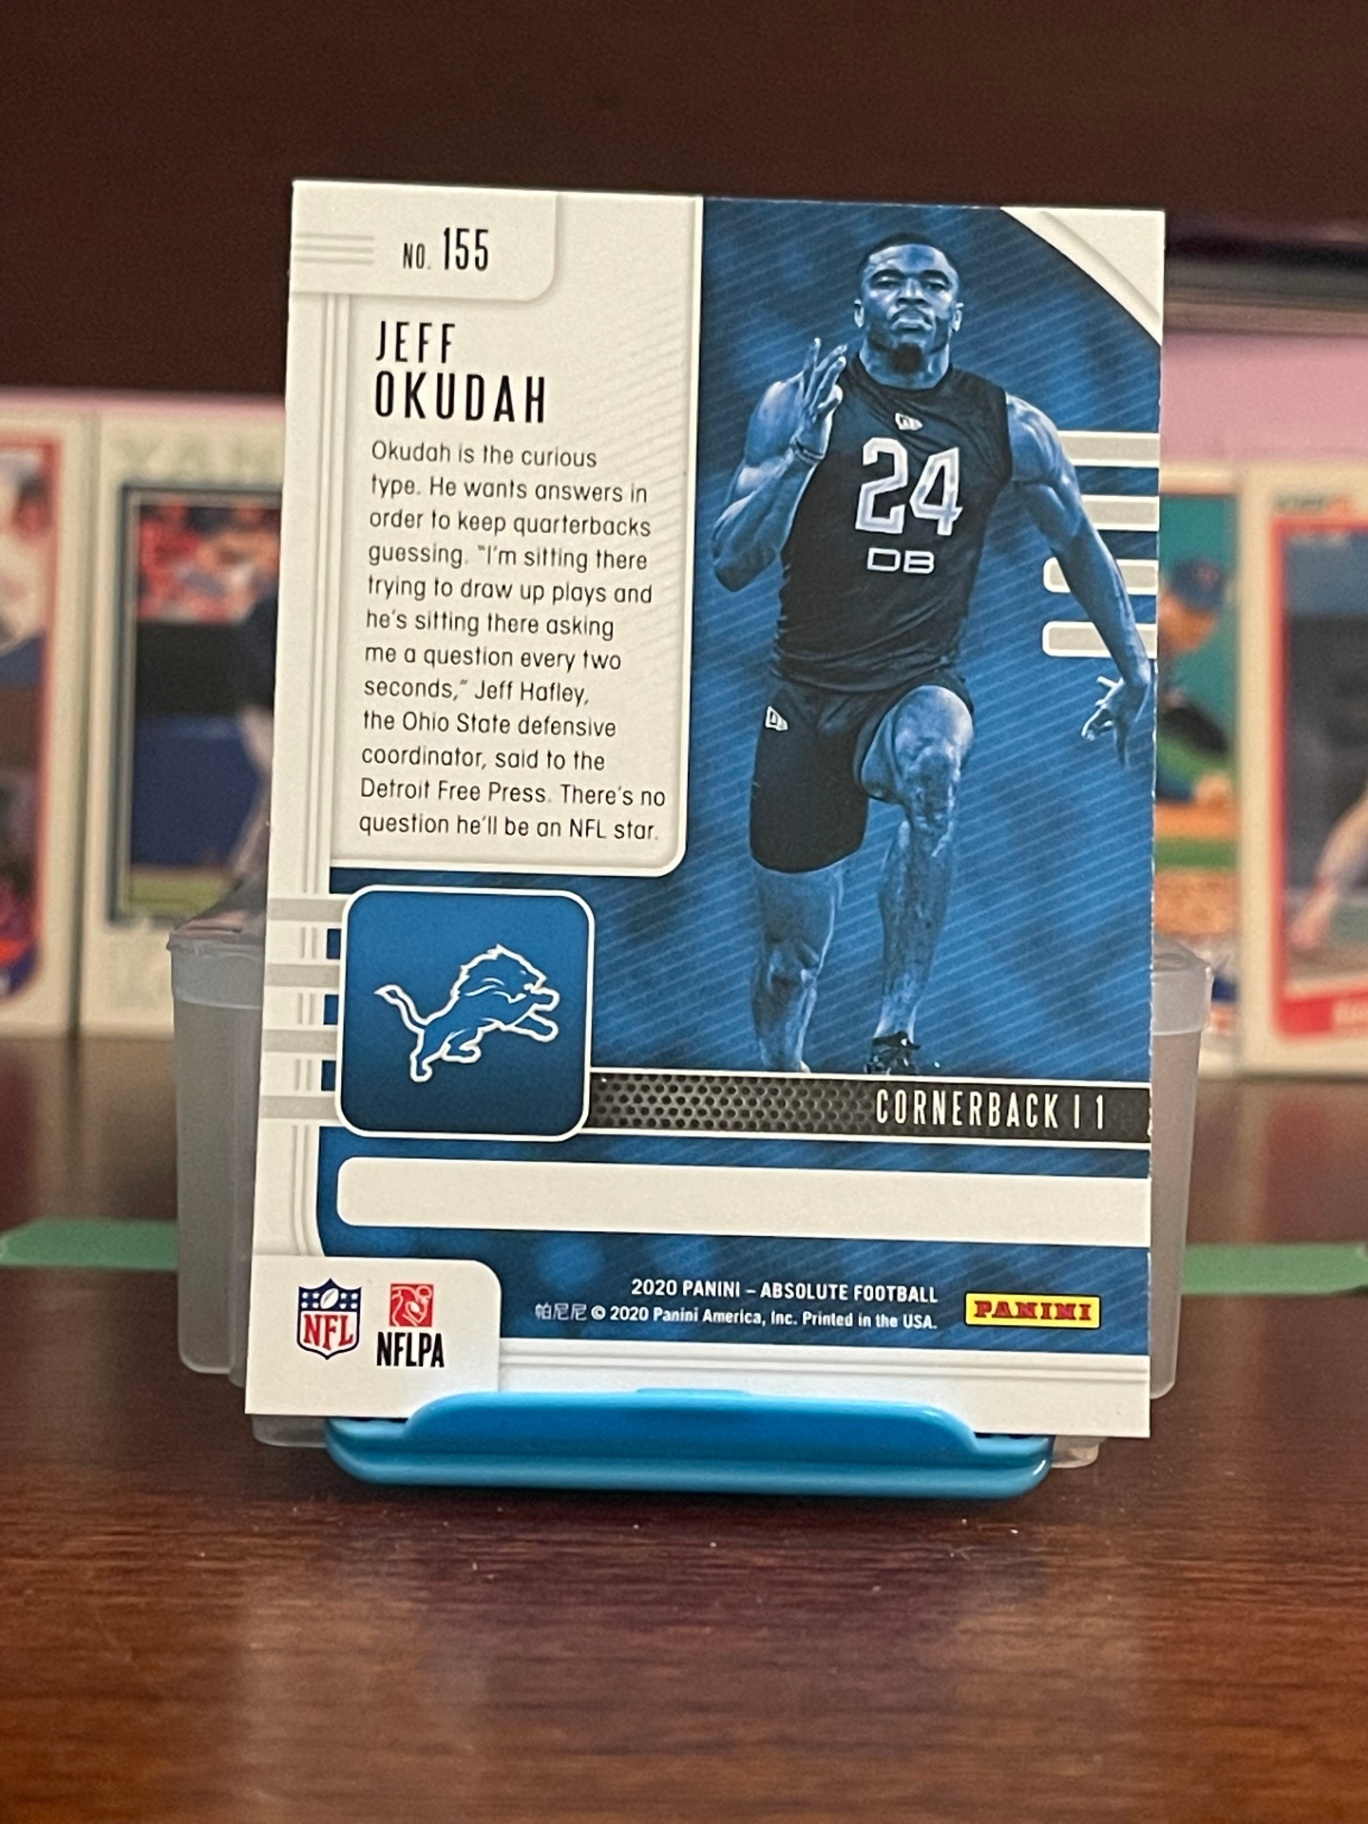 NO. 155
JEFF
OKUDAH
Okudah is the curious
type. He wants answers in
order to keep quarterbacks
guessing. "I'm sitting there
trying to draw up plays and
he's sitting there asking
me a question every two
seconds," Jeff Hafley,
the Ohio State defensive
coordinator, said to the
Detroit Free Press. There's no
question he'll be an NFL star.
24
DB
CORNERBACK | 1
2020 PANINI – ABSOLUTE FOOTBALL
帕尼尼 © 2020 Panini America, Inc. Printed in the USA.
PANINI
NFL
NFLPA